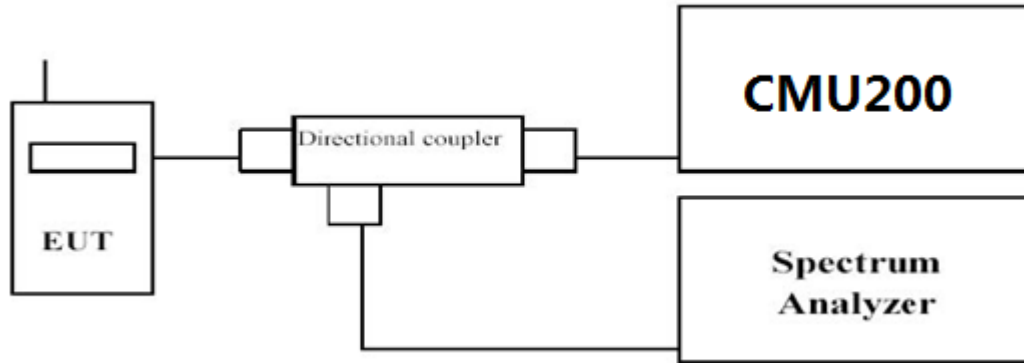 CMU200
Directional coupler
EUT
Spectrum
Analyzer